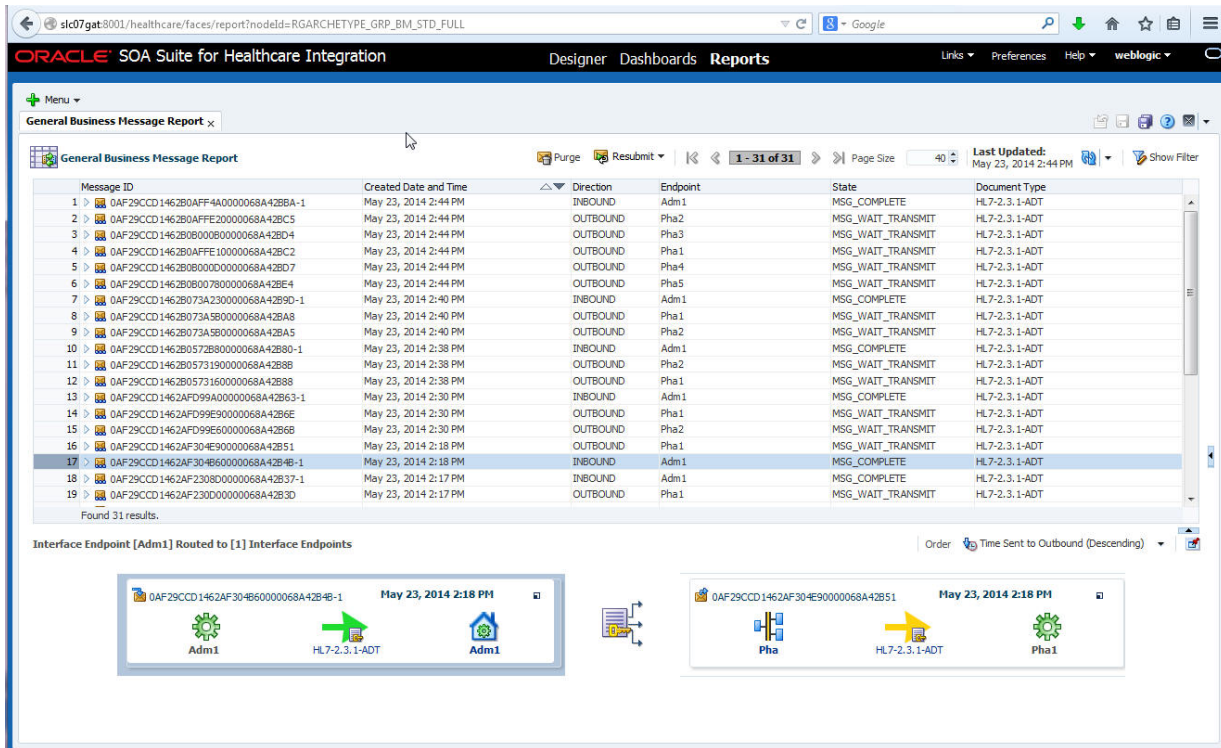 slc07gat:8001/healthcare/faces/report?nodeId=RGARCHETYPE_GRP_BM_STD_FULL Google
ORACLE SOA Suite for Healthcare Integration Designer Dashboards Reports Links Preferences Help weblogic
Menu
General Business Message Report x
General Business Message Report Purge Resubmit 1 - 31 of 31 Page Size 40 Last Updated: May 23, 2014 2:44 PM Show Filter
Message ID Created Date and Time Direction Endpoint State Document Type
1 0AF29CCD1462B0AFF4A0000068A42BBA-1 May 23, 2014 2:44 PM INBOUND Adm1 MSG_COMPLETE HL7-2.3.1-ADT
2 0AF29CCD1462B0AFFE20000068A42BC5 May 23, 2014 2:44 PM OUTBOUND Pha2 MSG_WAIT_TRANSMIT HL7-2.3.1-ADT
3 0AF29CCD1462B0B000B0000068A42BD4 May 23, 2014 2:44 PM OUTBOUND Pha3 MSG_WAIT_TRANSMIT HL7-2.3.1-ADT
4 0AF29CCD1462B0AFFE10000068A42BC2 May 23, 2014 2:44 PM OUTBOUND Pha1 MSG_WAIT_TRANSMIT HL7-2.3.1-ADT
5 0AF29CCD1462B0B000D0000068A42BD7 May 23, 2014 2:44 PM OUTBOUND Pha4 MSG_WAIT_TRANSMIT HL7-2.3.1-ADT
6 0AF29CCD1462B0B00780000068A42BE4 May 23, 2014 2:44 PM OUTBOUND Pha5 MSG_WAIT_TRANSMIT HL7-2.3.1-ADT
7 0AF29CCD1462B073A230000068A42B9D-1 May 23, 2014 2:40 PM INBOUND Adm1 MSG_COMPLETE HL7-2.3.1-ADT
8 0AF29CCD1462B073A5B0000068A42BA8 May 23, 2014 2:40 PM OUTBOUND Pha1 MSG_WAIT_TRANSMIT HL7-2.3.1-ADT
9 0AF29CCD1462B073A5B0000068A42BA5 May 23, 2014 2:40 PM OUTBOUND Pha2 MSG_WAIT_TRANSMIT HL7-2.3.1-ADT
10 0AF29CCD1462B0572B80000068A42B80-1 May 23, 2014 2:38 PM INBOUND Adm1 MSG_COMPLETE HL7-2.3.1-ADT
11 0AF29CCD1462B0573190000068A42B8B May 23, 2014 2:38 PM OUTBOUND Pha2 MSG_WAIT_TRANSMIT HL7-2.3.1-ADT
12 0AF29CCD1462B0573160000068A42B88 May 23, 2014 2:38 PM OUTBOUND Pha1 MSG_WAIT_TRANSMIT HL7-2.3.1-ADT
13 0AF29CCD1462AFD99A00000068A42B63-1 May 23, 2014 2:30 PM INBOUND Adm1 MSG_COMPLETE HL7-2.3.1-ADT
14 0AF29CCD1462AFD99E90000068A42B6E May 23, 2014 2:30 PM OUTBOUND Pha1 MSG_WAIT_TRANSMIT HL7-2.3.1-ADT
15 0AF29CCD1462AFD99E60000068A42B6B May 23, 2014 2:30 PM OUTBOUND Pha2 MSG_WAIT_TRANSMIT HL7-2.3.1-ADT
16 0AF29CCD1462AF304E90000068A42B51 May 23, 2014 2:18 PM OUTBOUND Pha1 MSG_WAIT_TRANSMIT HL7-2.3.1-ADT
17 0AF29CCD1462AF304B60000068A42B4B-1 May 23, 2014 2:18 PM INBOUND Adm1 MSG_COMPLETE HL7-2.3.1-ADT
18 0AF29CCD1462AF2308D0000068A42B37-1 May 23, 2014 2:17 PM INBOUND Adm1 MSG_COMPLETE HL7-2.3.1-ADT
19 0AF29CCD1462AF230D00000068A42B3D May 23, 2014 2:17 PM OUTBOUND Pha1 MSG_WAIT_TRANSMIT HL7-2.3.1-ADT
Found 31 results.
Interface Endpoint [Adm1] Routed to [1] Interface Endpoints Order Time Sent to Outbound (Descending)
0AF29CCD1462AF304B60000068A42B4B-1 May 23, 2014 2:18 PM
Adm1 HL7-2.3.1-ADT Adm1
0AF29CCD1462AF304E90000068A42B51 May 23, 2014 2:18 PM
Pha HL7-2.3.1-ADT Pha1